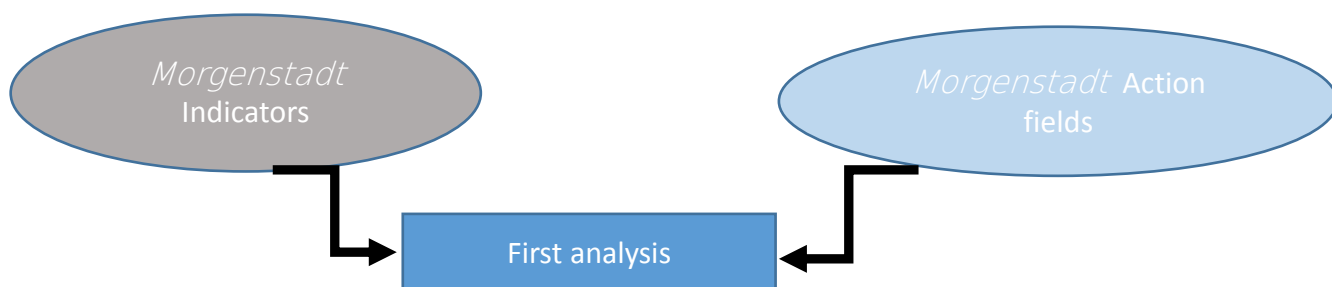 Morgenstadt
Indicators
Morgenstadt Action
fields
First analysis